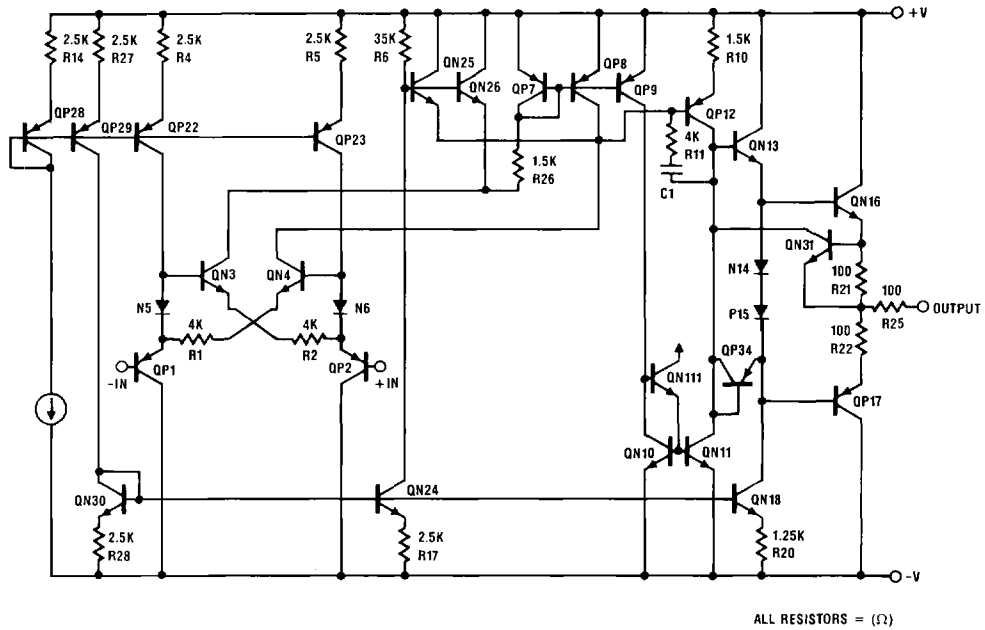 +V
2.5K
R14
2.5K
R27
2.5K
R4
2.5K
R5
35K
R6
QN25
QN26
QP7
QP8
QP9
1.5K
R10
QP28
QP29
QP22
QP23
QP12
4K
R11
C1
QN13
1.5K
R26
QN16
QN31
QN3
QN4
N14
100
R21
100
R25
OUTPUT
N5
N6
P15
4K
R1
4K
R2
100
R22
-IN
QP1
QP2
+IN
QP34
QN111
QP17
QN10
QN11
QN30
QN24
QN18
2.5K
R28
2.5K
R17
1.25K
R20
-V
ALL RESISTORS = (Ω)